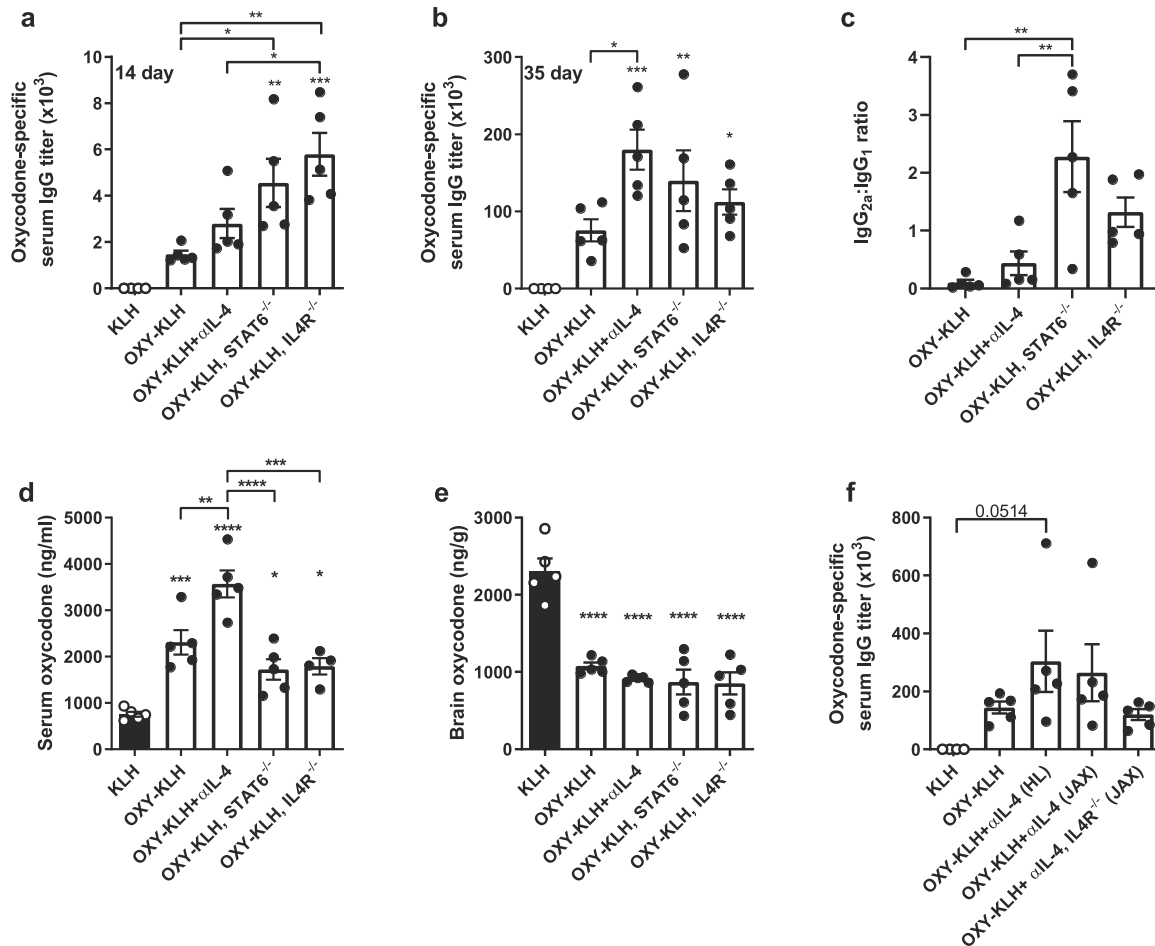 a
**
*
*
10
8
6
4
2
0
14 day
**
***
Oxycodone-specific
serum IgG titer (x10³)
KLH
OXY-KLH
OXY-KLH+αIL-4
OXY-KLH, STAT6-/-
OXY-KLH, IL4R-/-
b
*
***
**
*
300
200
100
0
35 day
Oxycodone-specific
serum IgG titer (x10³)
KLH
OXY-KLH
OXY-KLH+αIL-4
OXY-KLH, STAT6-/-
OXY-KLH, IL4R-/-
c
**
**
4
3
2
1
0
IgG2a:IgG1 ratio
OXY-KLH
OXY-KLH+αIL-4
OXY-KLH, STAT6-/-
OXY-KLH, IL4R-/-
d
***
****
**
****
***
*
*
5000
4000
3000
2000
1000
0
Serum oxycodone (ng/ml)
KLH
OXY-KLH
OXY-KLH+αIL-4
OXY-KLH, STAT6-/-
OXY-KLH, IL4R-/-
e
3000
2000
1000
0
****
****
****
****
Brain oxycodone (ng/g)
KLH
OXY-KLH
OXY-KLH+αIL-4
OXY-KLH, STAT6-/-
OXY-KLH, IL4R-/-
f
0.0514
800
600
400
200
0
Oxycodone-specific
serum IgG titer (x10³)
KLH
OXY-KLH
OXY-KLH+αIL-4 (HL)
OXY-KLH+αIL-4 (JAX)
OXY-KLH+ αIL-4, IL4R-/- (JAX)